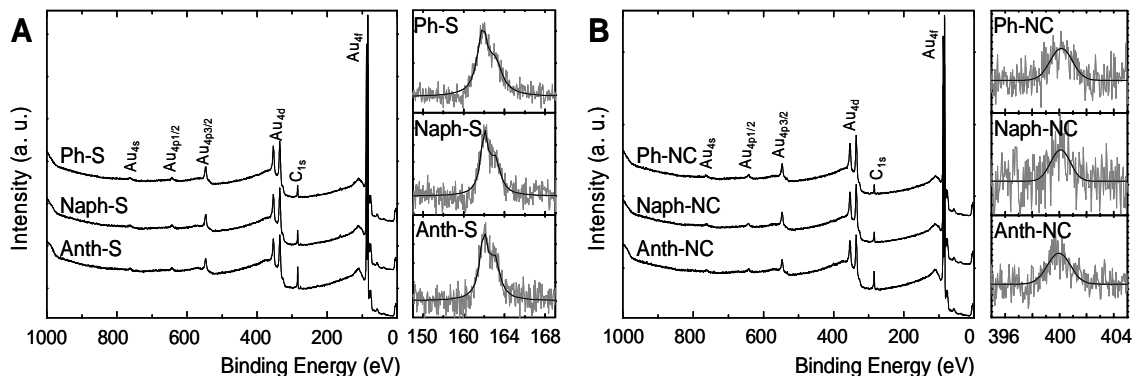 A
Intensity (a. u.)
Ph-S
Naph-S
Anth-S
Au4s
Au4p1/2
Au4p3/2
Au4d
C1s
Au4f
1000 800 600 400 200 0
Binding Energy (eV)
Ph-S
Naph-S
Anth-S
150 160 164 168
B
Intensity (a. u.)
Ph-NC
Naph-NC
Anth-NC
Au4s
Au4p1/2
Au4p3/2
Au4d
C1s
Au4f
1000 800 600 400 200 0
Binding Energy (eV)
Ph-NC
Naph-NC
Anth-NC
396 400 404